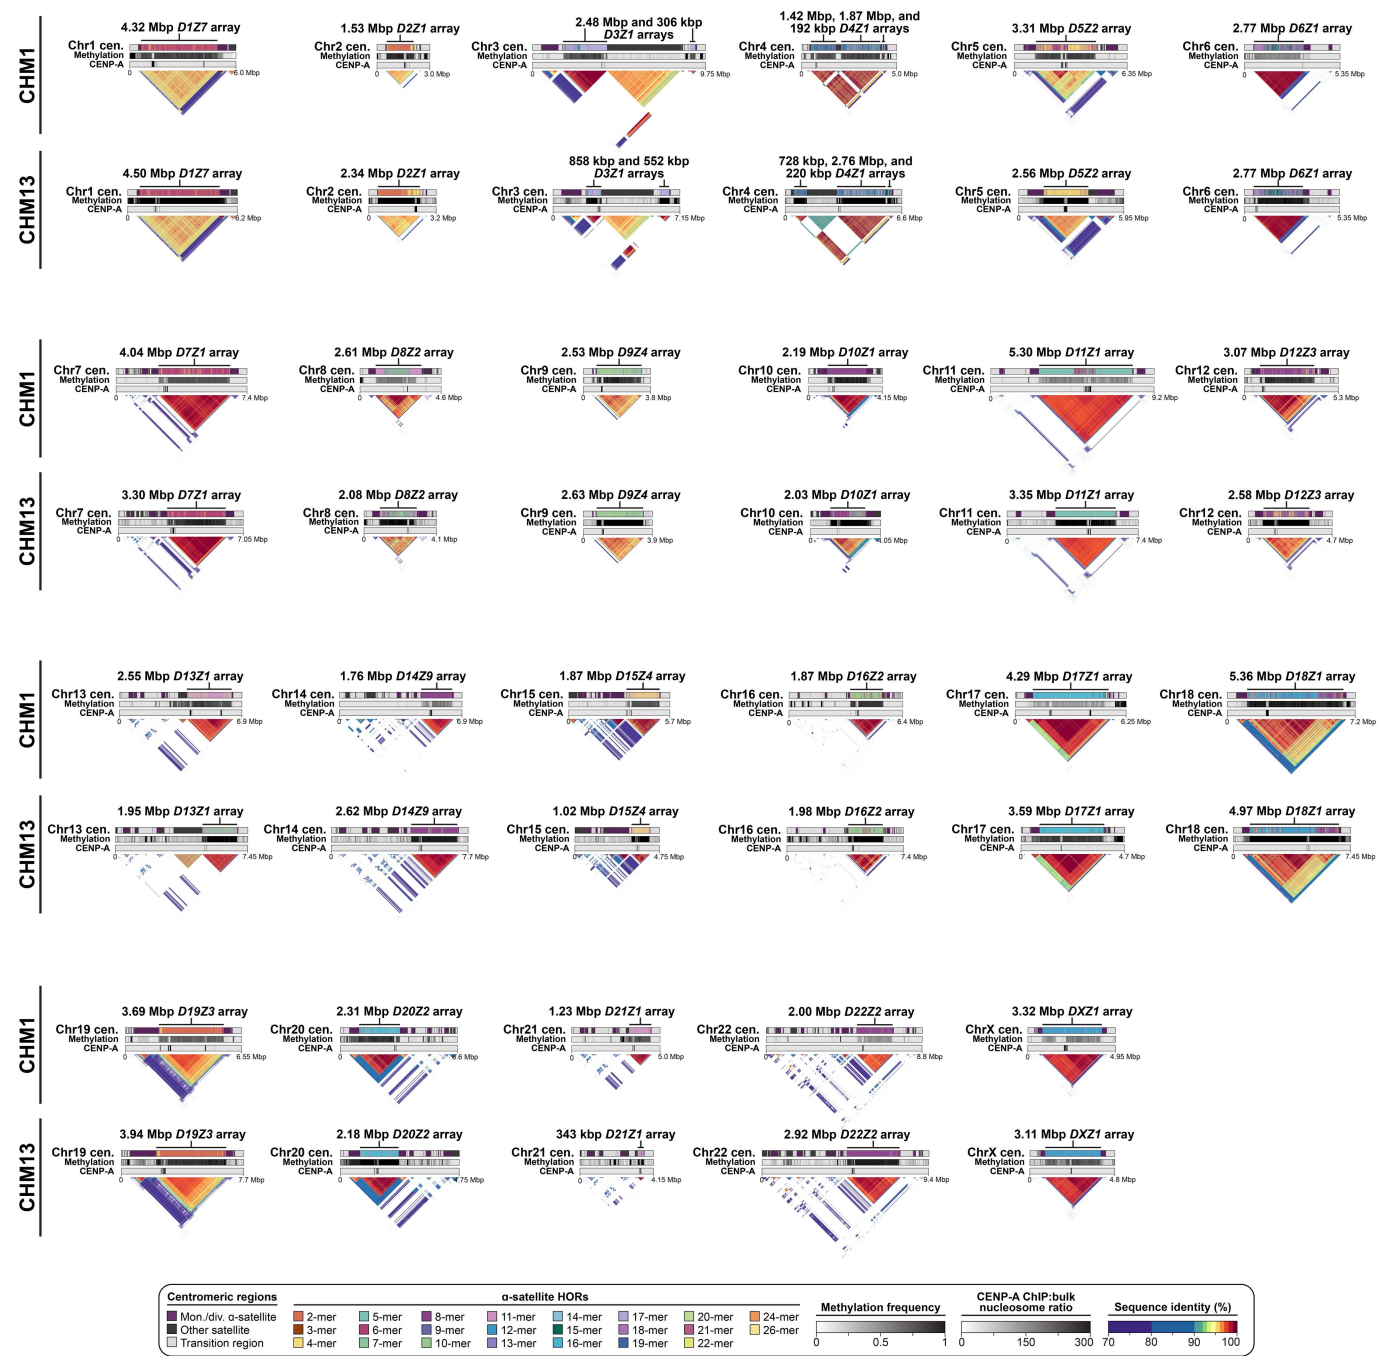 CHM1
4.32 Mbp D1Z7 array
Chr1 cen.
Methylation
CENP-A
0 6.0 Mbp
1.53 Mbp D2Z1 array
Chr2 cen.
Methylation
CENP-A
0 3.0 Mbp
2.48 Mbp and 306 kbp
D3Z1 arrays
Chr3 cen.
Methylation
CENP-A
0 9.75 Mbp
1.42 Mbp, 1.87 Mbp, and
192 kbp D4Z1 arrays
Chr4 cen.
Methylation
CENP-A
0 5.0 Mbp
3.31 Mbp D5Z2 array
Chr5 cen.
Methylation
CENP-A
0 6.35 Mbp
2.77 Mbp D6Z1 array
Chr6 cen.
Methylation
CENP-A
0 5.35 Mbp
CHM13
4.50 Mbp D1Z7 array
Chr1 cen.
Methylation
CENP-A
0 6.2 Mbp
2.34 Mbp D2Z1 array
Chr2 cen.
Methylation
CENP-A
0 3.2 Mbp
858 kbp and 552 kbp
D3Z1 arrays
Chr3 cen.
Methylation
CENP-A
0 7.15 Mbp
728 kbp, 2.76 Mbp, and
220 kbp D4Z1 arrays
Chr4 cen.
Methylation
CENP-A
0 6.6 Mbp
2.56 Mbp D5Z2 array
Chr5 cen.
Methylation
CENP-A
0 5.95 Mbp
2.77 Mbp D6Z1 array
Chr6 cen.
Methylation
CENP-A
0 5.35 Mbp
CHM1
4.04 Mbp D7Z1 array
Chr7 cen.
Methylation
CENP-A
0 7.4 Mbp
2.61 Mbp D8Z2 array
Chr8 cen.
Methylation
CENP-A
0 4.6 Mbp
2.53 Mbp D9Z4 array
Chr9 cen.
Methylation
CENP-A
0 3.8 Mbp
2.19 Mbp D10Z1 array
Chr10 cen.
Methylation
CENP-A
0 4.15 Mbp
5.30 Mbp D11Z1 array
Chr11 cen.
Methylation
CENP-A
0 9.2 Mbp
3.07 Mbp D12Z3 array
Chr12 cen.
Methylation
CENP-A
0 5.3 Mbp
CHM13
3.30 Mbp D7Z1 array
Chr7 cen.
Methylation
CENP-A
0 7.05 Mbp
2.08 Mbp D8Z2 array
Chr8 cen.
Methylation
CENP-A
0 4.1 Mbp
2.63 Mbp D9Z4 array
Chr9 cen.
Methylation
CENP-A
0 3.9 Mbp
2.03 Mbp D10Z1 array
Chr10 cen.
Methylation
CENP-A
0 .05 Mbp
3.35 Mbp D11Z1 array
Chr11 cen.
Methylation
CENP-A
0 7.4 Mbp
2.58 Mbp D12Z3 array
Chr12 cen.
Methylation
CENP-A
0 4.7 Mbp
CHM1
2.55 Mbp D13Z1 array
Chr13 cen.
Methylation
CENP-A
0 6.9 Mbp
1.76 Mbp D14Z9 array
Chr14 cen.
Methylation
CENP-A
0 6.9 Mbp
1.87 Mbp D15Z4 array
Chr15 cen.
Methylation
CENP-A
0 5.7 Mbp
1.87 Mbp D16Z2 array
Chr16 cen.
Methylation
CENP-A
0 6.4 Mbp
4.29 Mbp D17Z1 array
Chr17 cen.
Methylation
CENP-A
0 6.25 Mbp
5.36 Mbp D18Z1 array
Chr18 cen.
Methylation
CENP-A
0 7.2 Mbp
CHM13
1.95 Mbp D13Z1 array
Chr13 cen.
Methylation
CENP-A
0 7.45 Mbp
2.62 Mbp D14Z9 array
Chr14 cen.
Methylation
CENP-A
0 7.7 Mbp
1.02 Mbp D15Z4 array
Chr15 cen.
Methylation
CENP-A
0 4.75 Mbp
1.98 Mbp D16Z2 array
Chr16 cen.
Methylation
CENP-A
0 7.4 Mbp
3.59 Mbp D17Z1 array
Chr17 cen.
Methylation
CENP-A
0 4.7 Mbp
4.97 Mbp D18Z1 array
Chr18 cen.
Methylation
CENP-A
0 7.45 Mbp
CHM1
3.69 Mbp D19Z3 array
Chr19 cen.
Methylation
CENP-A
0 6.55 Mbp
2.31 Mbp D20Z2 array
Chr20 cen.
Methylation
CENP-A
0 6.6 Mbp
1.23 Mbp D21Z1 array
Chr21 cen.
Methylation
CENP-A
0 5.0 Mbp
2.00 Mbp D22Z2 array
Chr22 cen.
Methylation
CENP-A
0 8.8 Mbp
3.32 Mbp DXZ1 array
ChrX cen.
Methylation
CENP-A
0 4.95 Mbp
CHM13
3.94 Mbp D19Z3 array
Chr19 cen.
Methylation
CENP-A
0 7.7 Mbp
2.18 Mbp D20Z2 array
Chr20 cen.
Methylation
CENP-A
0 .75 Mbp
343 kbp D21Z1 array
Chr21 cen.
Methylation
CENP-A
0 4.15 Mbp
2.92 Mbp D22Z2 array
Chr22 cen.
Methylation
CENP-A
0 9.4 Mbp
3.11 Mbp DXZ1 array
ChrX cen.
Methylation
CENP-A
0 4.8 Mbp
Centromeric regions
Mon./div. α-satellite
Other satellite
Transition region
α-satellite HORs
2-mer 5-mer 8-mer 11-mer 14-mer 17-mer 20-mer 24-mer
3-mer 6-mer 9-mer 12-mer 15-mer 18-mer 21-mer 26-mer
4-mer 7-mer 10-mer 13-mer 16-mer 19-mer 22-mer
Methylation frequency
0 0.5 1
CENP-A ChIP:bulk
nucleosome ratio
0 150 300
Sequence identity (%)
70 80 90 100